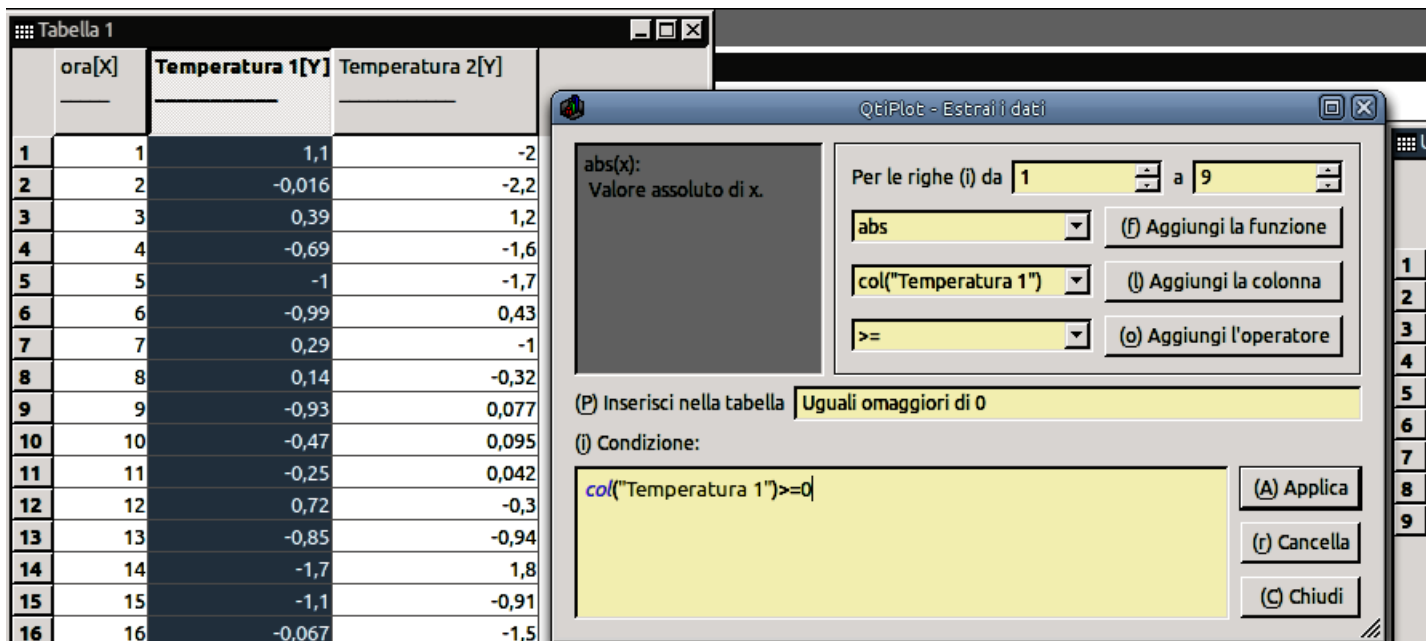 Tabella 1
ora[X] Temperatura 1[Y] Temperatura 2[Y]
1 1 1,1 -2
2 2 -0,016 -2,2
3 3 0,39 1,2
4 4 -0,69 -1,6
5 5 -1 -1,7
6 6 -0,99 0,43
7 7 0,29 -1
8 8 0,14 -0,32
9 9 -0,93 0,077
10 10 -0,47 0,095
11 11 -0,25 0,042
12 12 0,72 -0,3
13 13 -0,85 -0,94
14 14 -1,7 1,8
15 15 -1,1 -0,91
16 16 -0,067 -1,5
QtiPlot - Estrai i dati
abs(x):
Valore assoluto di x.
Per le righe (i) da 1 a 9
abs (f) Aggiungi la funzione
col("Temperatura 1") (l) Aggiungi la colonna
>= (o) Aggiungi l'operatore
(P) Inserisci nella tabella Uguali omaggiori di 0
(i) Condizione:
col("Temperatura 1")>=0
(A) Applica
(r) Cancella
(C) Chiudi
U
1
2
3
4
5
6
7
8
9